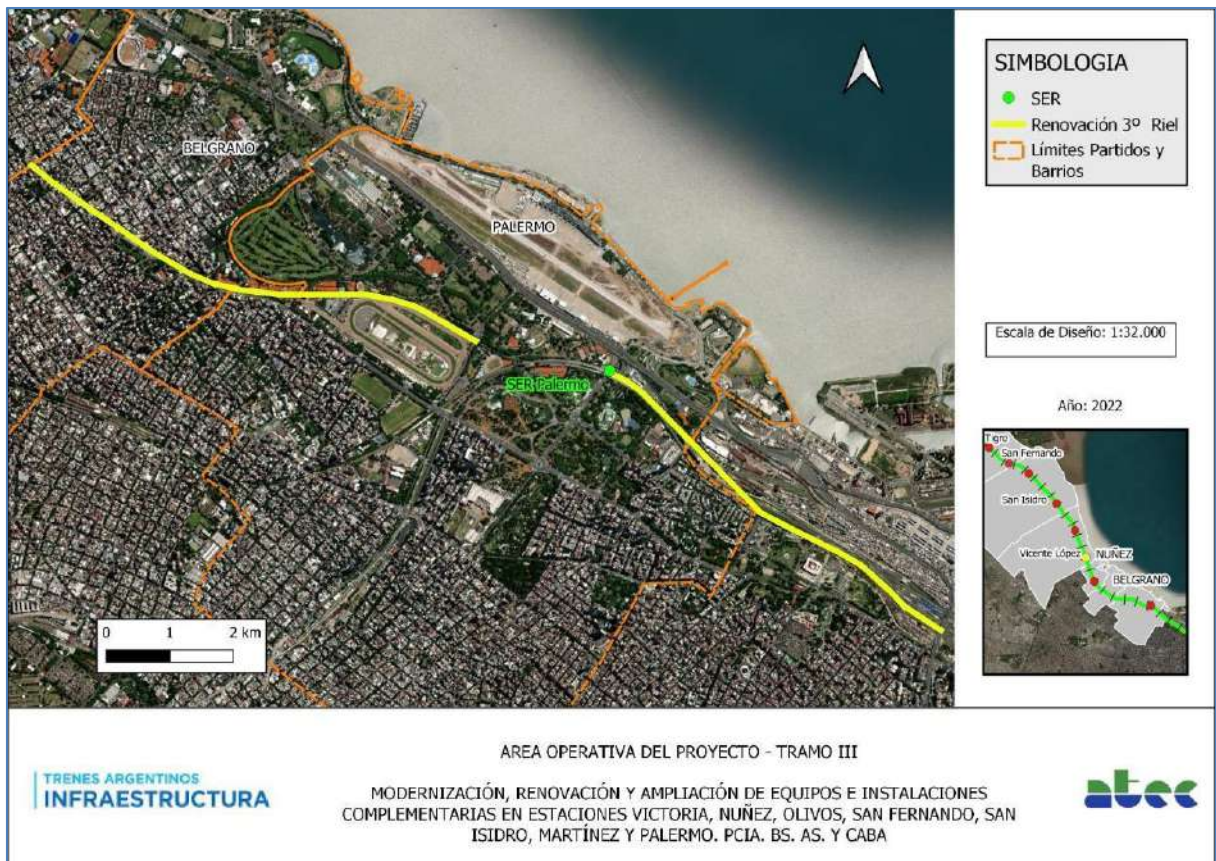 BELGRANO
PALERMO
SER Palermo
0 1 2 km
SIMBOLOGIA
SER
Renovación 3º Riel
Límites Partidos y
Barrios
Escala de Diseño: 1:32.000
Año: 2022
Tigro
San Fernando
San Isidro
Vicente López
NUÑEZ
BELGRANO
TRENES ARGENTINOS
INFRAESTRUCTURA
AREA OPERATIVA DEL PROYECTO - TRAMO III
MODERNIZACIÓN, RENOVACIÓN Y AMPLIACIÓN DE EQUIPOS E INSTALACIONES
COMPLEMENTARIAS EN ESTACIONES VICTORIA, NUÑEZ, OLIVOS, SAN FERNANDO, SAN
ISIDRO, MARTÍNEZ Y PALERMO. PCIA. BS. AS. Y CABA
atec